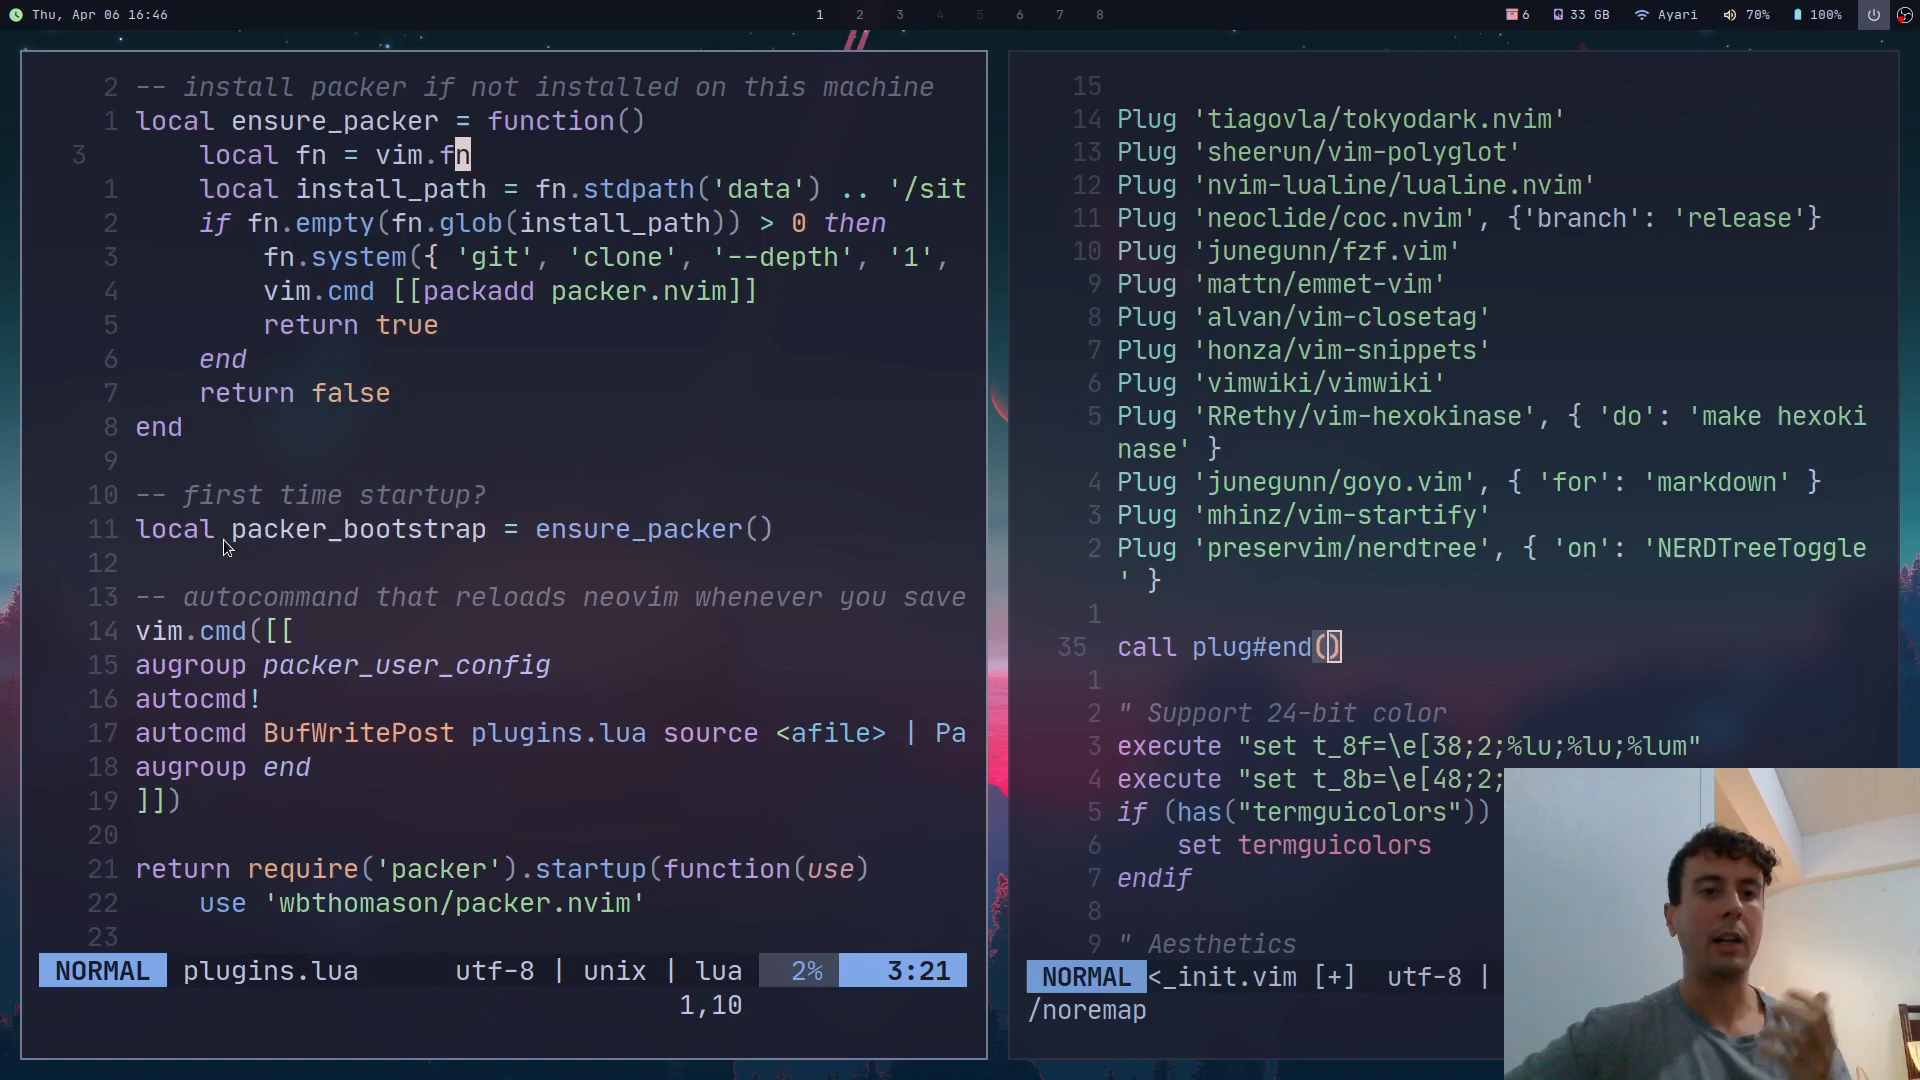 Thu, Apr 06 16:46
1 2 3 4 5 6 7 8
6 33 GB Ayari 70% 100%
2 -- install packer if not installed on this machine
1 local ensure_packer = function()
3 local fn = vim.fn
1 local install_path = fn.stdpath('data') .. '/sit
2 if fn.empty(fn.glob(install_path)) > 0 then
3 fn.system({ 'git', 'clone', '--depth', '1',
4 vim.cmd [[packadd packer.nvim]]
5 return true
6 end
7 return false
8 end
9
10 -- first time startup?
11 local packer_bootstrap = ensure_packer()
12
13 -- autocommand that reloads neovim whenever you save
14 vim.cmd([[
15 augroup packer_user_config
16 autocmd!
17 autocmd BufWritePost plugins.lua source <afile> | Pa
18 augroup end
19 ]])
20
21 return require('packer').startup(function(use)
22 use 'wbthomason/packer.nvim'
23
NORMAL plugins.lua utf-8 | unix | lua 2% 3:21
1,10
15
14 Plug 'tiagovla/tokyodark.nvim'
13 Plug 'sheerun/vim-polyglot'
12 Plug 'nvim-lualine/lualine.nvim'
11 Plug 'neoclide/coc.nvim', {'branch': 'release'}
10 Plug 'junegunn/fzf.vim'
9 Plug 'mattn/emmet-vim'
8 Plug 'alvan/vim-closetag'
7 Plug 'honza/vim-snippets'
6 Plug 'vimwiki/vimwiki'
5 Plug 'RRethy/vim-hexokinase', { 'do': 'make hexoki
nase' }
4 Plug 'junegunn/goyo.vim', { 'for': 'markdown' }
3 Plug 'mhinz/vim-startify'
2 Plug 'preservim/nerdtree', { 'on': 'NERDTreeToggle
' }
1
35 call plug#end()
1
2 " Support 24-bit color
3 execute "set t_8f=\e[38;2;%lu;%lu;%lum"
4 execute "set t_8b=\e[48;2;
5 if (has("termguicolors"))
6 set termguicolors
7 endif
8
9 " Aesthetics
NORMAL <_init.vim [+] utf-8 |
/noremap